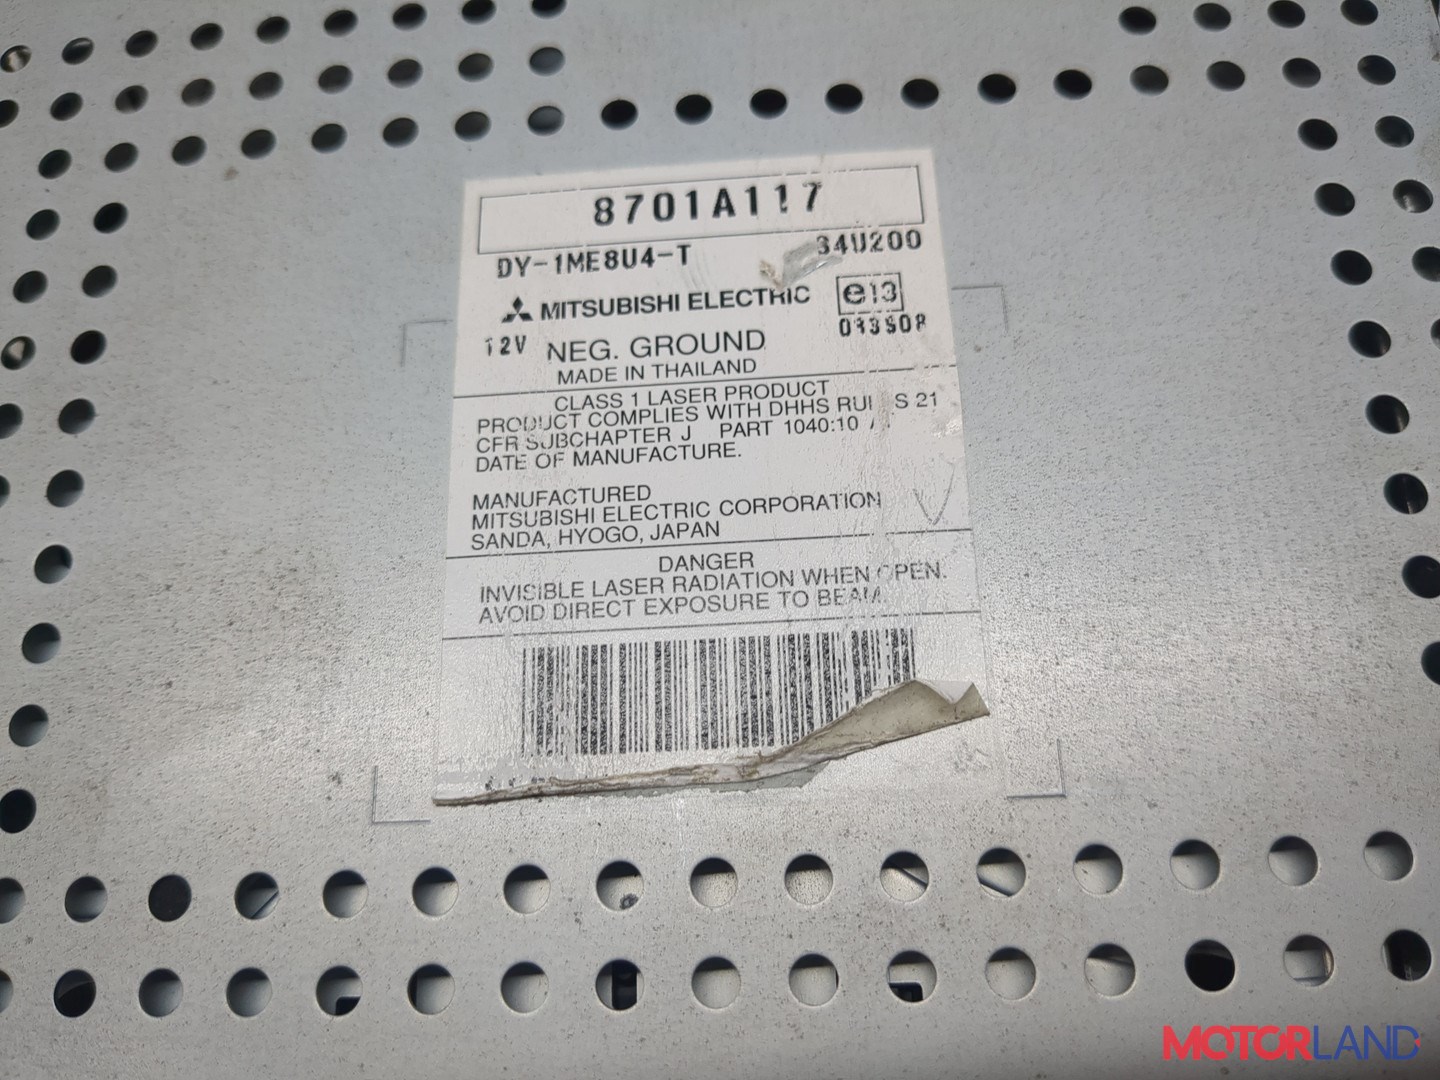 8701A117
DY-1ME8U4-T 34U200
MITSUBISHI ELECTRIC e13
12V NEG. GROUND 033908
MADE IN THAILAND
CLASS 1 LASER PRODUCT
PRODUCT COMPLIES WITH DHHS RULES 21
CFR SUBCHAPTER J PART 1040:10
DATE OF MANUFACTURE.
MANUFACTURED
MITSUBISHI ELECTRIC CORPORATION
SANDA, HYOGO, JAPAN
DANGER
INVISIBLE LASER RADIATION WHEN OPEN.
AVOID DIRECT EXPOSURE TO BEAM.
MOTORLAND